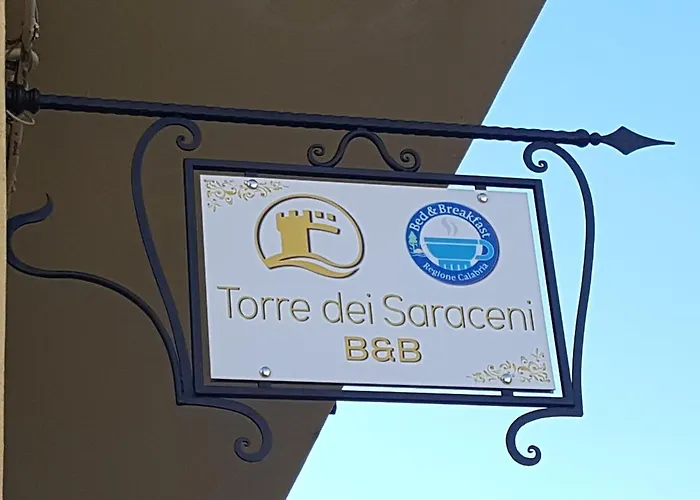 Bed & Breakfast
Regione Calabria
Torre dei Saraceni
B&B